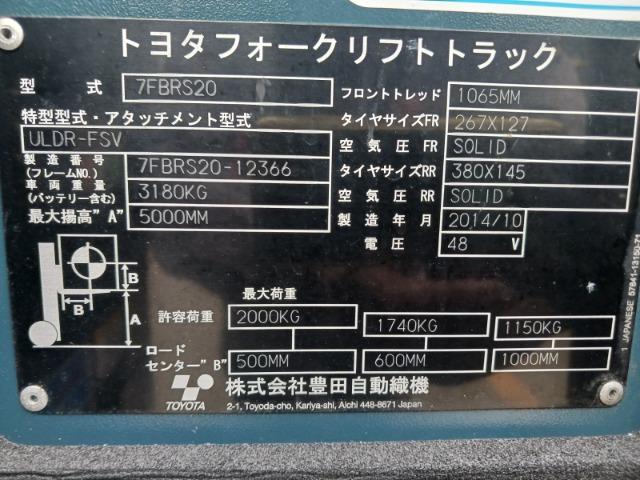 トヨタフォークリフトトラック
型式 7FBRS20 フロントトレッド 1065MM
特型型式・アタッチメント型式 タイヤサイズFR 267X127
ULDR-FSV 空気圧FR SOLID
製造番号 (フレームNO.) 7FBRS20-12366 タイヤサイズRR 380X145
車両重量 (バッテリー含む) 3180KG 空気圧RR SOLID
最大揚高"A" 5000MM 製造年月 2014/10
電圧 48 V
B
B
A
最大荷重
許容荷重 2000KG 1740KG 1150KG
ロード
センター"B" 500MM 600MM 1000MM
株式会社豊田自動織機
TOYOTA 2-1, Toyoda-cho, Kariya-shi, Aichi 448-8671 Japan
1 JAPANESE 57841-13150-71